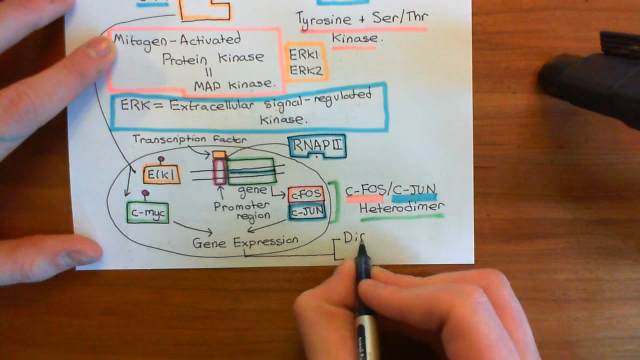 Tyrosine + Ser/Thr
Kinase.
Mitogen-Activated
Protein Kinase
=
MAP kinase.
ERK1
ERK2
ERK = Extracellular signal-regulated
kinase.
Transcription factor
RNAP II
Elk1
gene
C-FOS
C-FOS/C-JUN
Heterodimer
C-myc
Promoter
region
C-JUN
Gene Expression
Dif